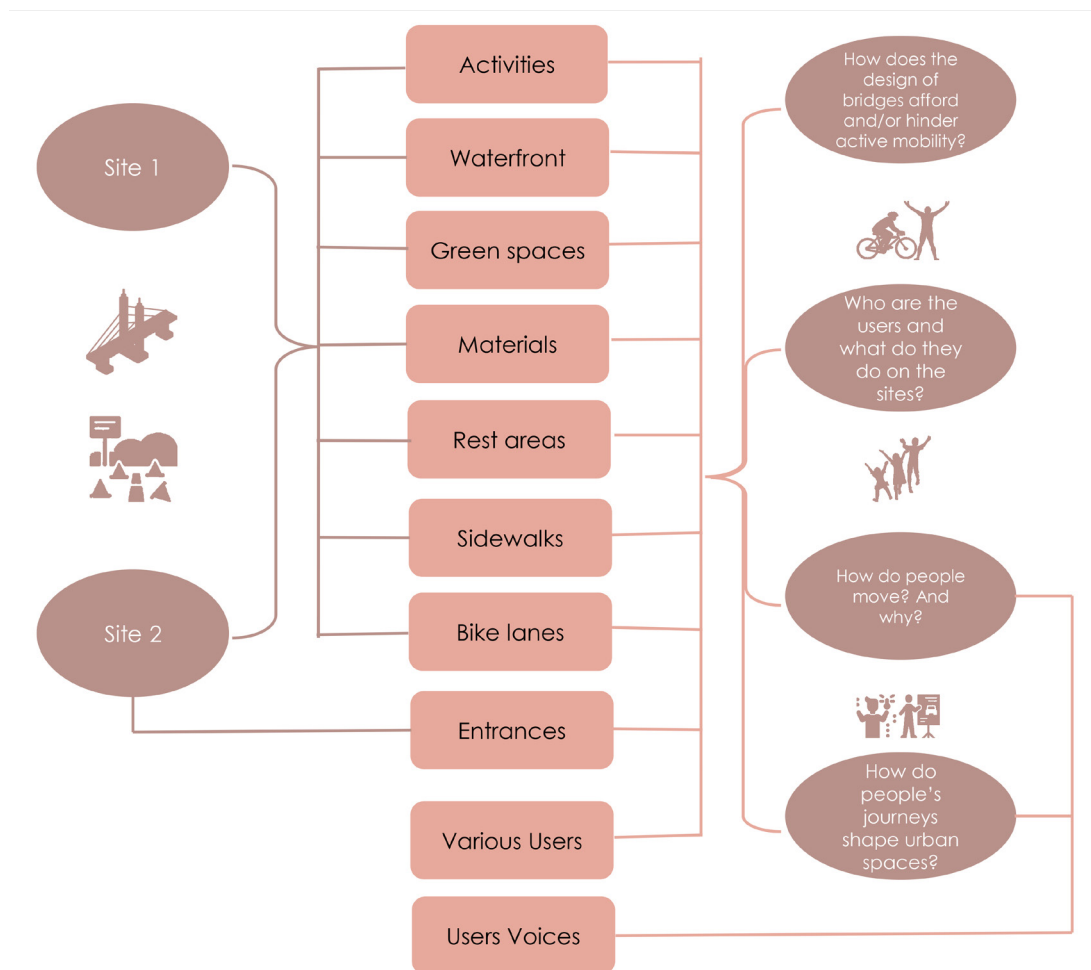 Site 1
Site 2
Activities
Waterfront
Green spaces
Materials
Rest areas
Sidewalks
Bike lanes
Entrances
Various Users
Users Voices
How does the
design of
bridges afford
and/or hinder
active mobility?
Who are the
users and
what do they
do on the
sites?
How do people
move? And
why?
How do
people’s
journeys
shape urban
spaces?